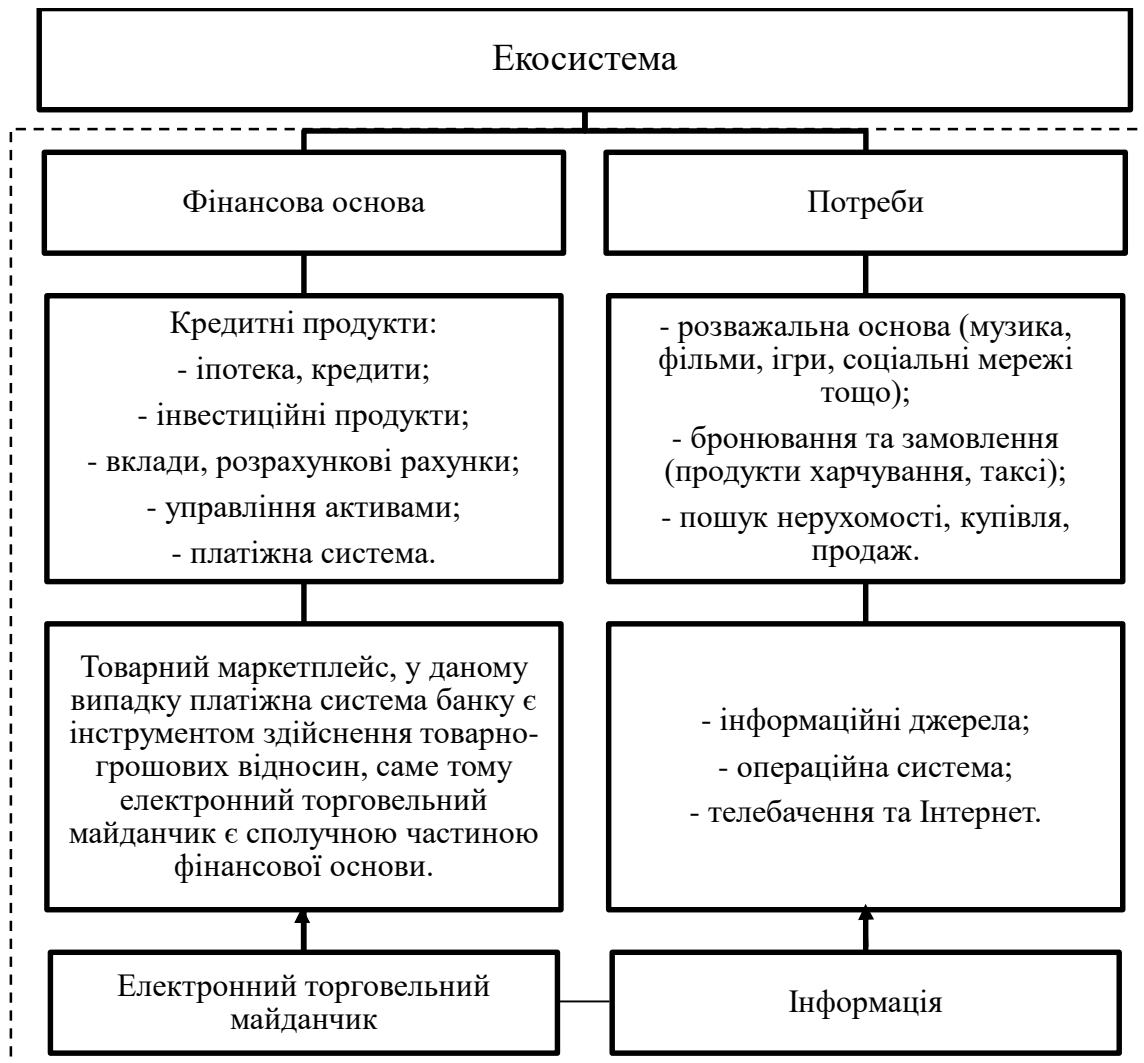 Екосистема
Фінансова основа
Потреби
Кредитні продукти:
- іпотека, кредити;
- інвестиційні продукти;
- вклади, розрахункові рахунки;
- управління активами;
- платіжна система.
- розважальна основа (музика,
фільми, ігри, соціальні мережі
тощо);
- бронювання та замовлення
(продукти харчування, таксі);
- пошук нерухомості, купівля,
продаж.
Товарний маркетплейс, у даному
випадку платіжна система банку є
інструментом здійснення товарно-
грошових відносин, саме тому
електронний торговельний
майданчик є сполучною частиною
фінансової основи.
- інформаційні джерела;
- операційна система;
- телебачення та Інтернет.
Електронний торговельний
майданчик
Інформація